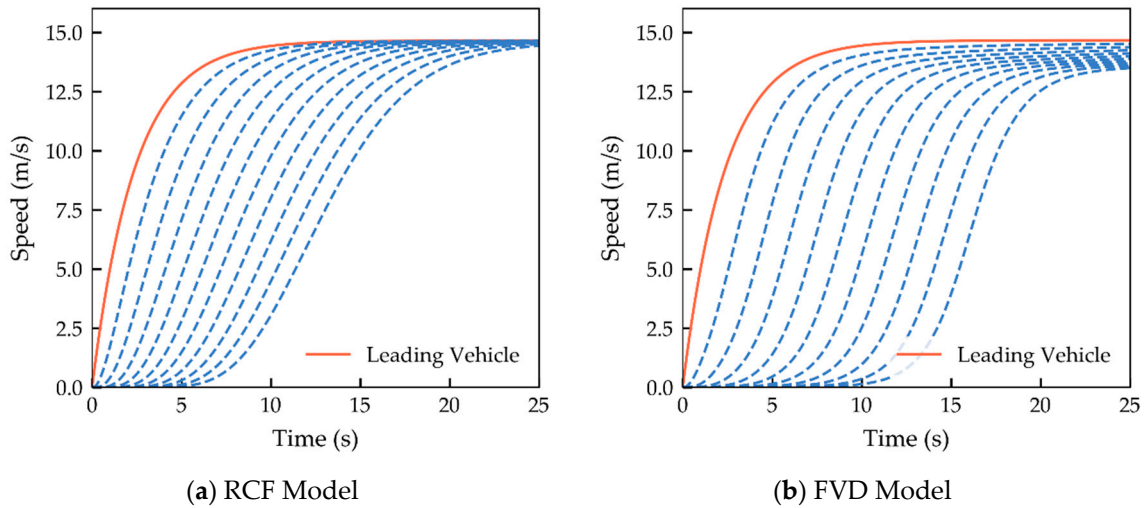 15.0
12.5
10.0
7.5
5.0
2.5
0.0
Speed (m/s)
0 5 10 15 20 25
Time (s)
Leading Vehicle
(a) RCF Model
15.0
12.5
10.0
7.5
5.0
2.5
0.0
Speed (m/s)
0 5 10 15 20 25
Time (s)
Leading Vehicle
(b) FVD Model